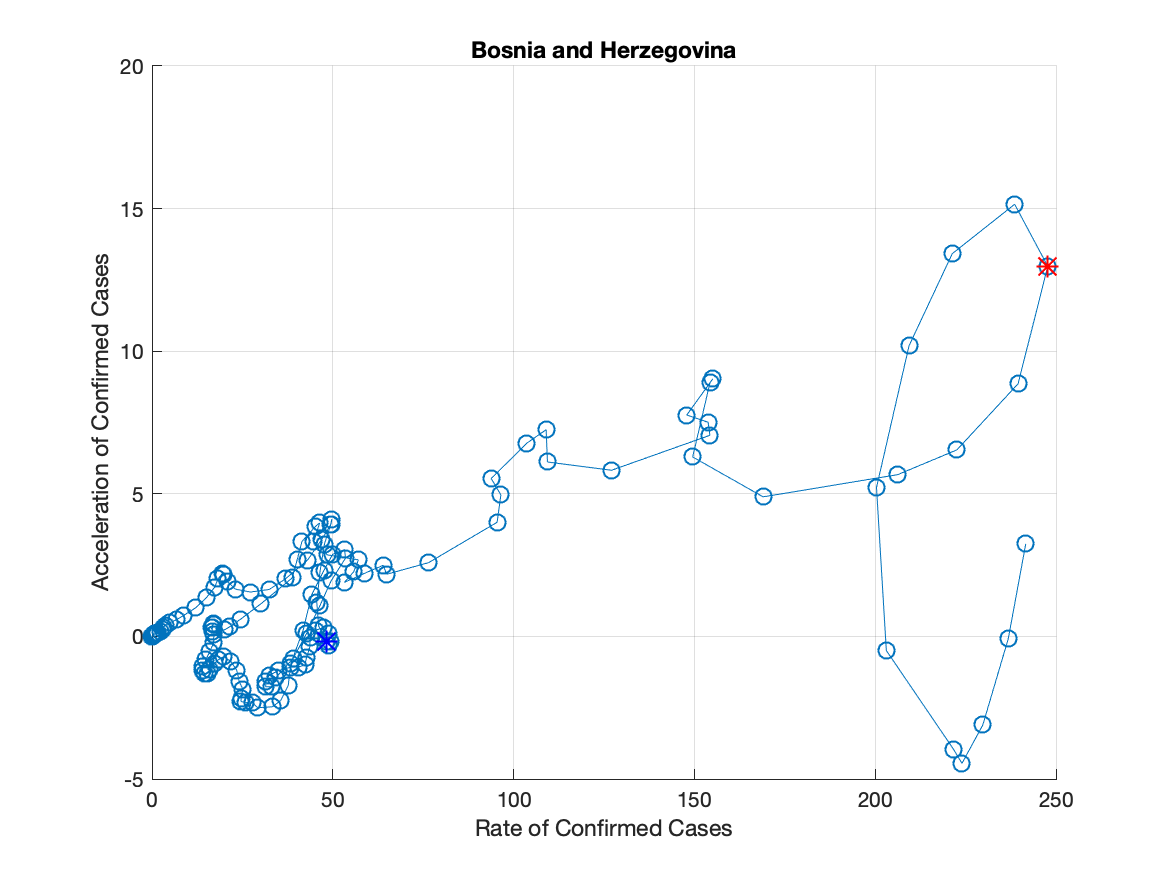 Bosnia and Herzegovina
20
15
10
5
0
-5
Acceleration of Confirmed Cases
0 50 100 150 200 250
Rate of Confirmed Cases